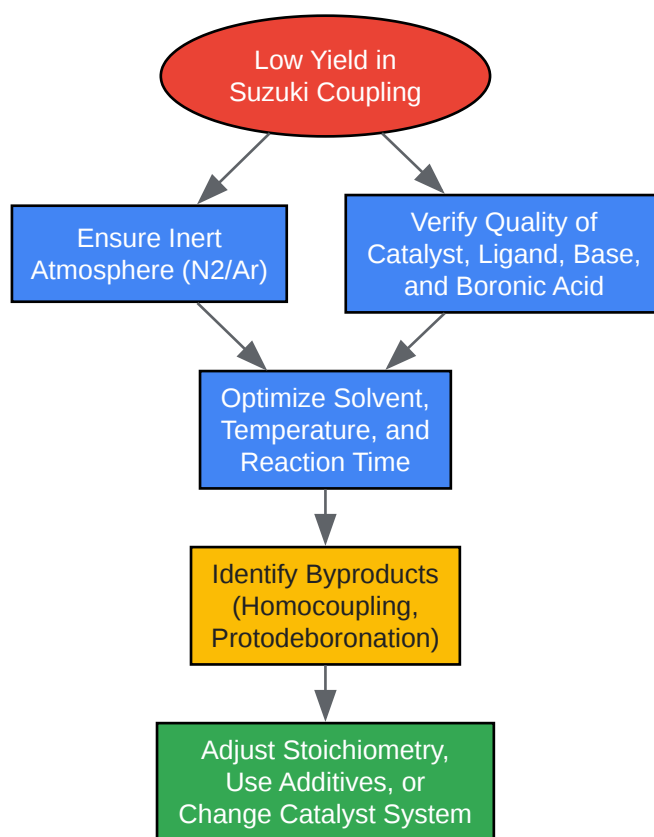 Low Yield in
Suzuki Coupling
Ensure Inert
Atmosphere (N2/Ar)
Verify Quality of
Catalyst, Ligand, Base,
and Boronic Acid
Optimize Solvent,
Temperature, and
Reaction Time
Identify Byproducts
(Homocoupling,
Protodeboronation)
Adjust Stoichiometry,
Use Additives, or
Change Catalyst System